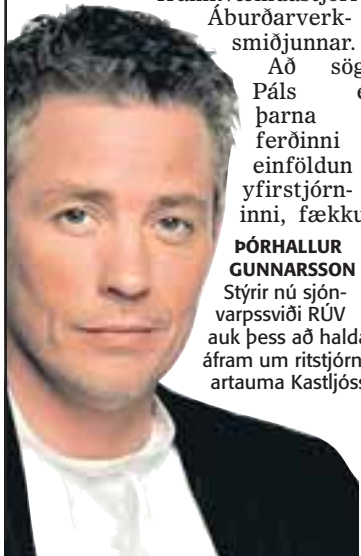 Áburðarverk-
smiðjunnar.
Að
Páls
þarna
ferðinni
einföldun
yfirstjórn-
inni,
ÞÓRHALLUR
GUNNARSSON
Stýrir nú sjón-
varpssviði RÚV
auk þess að halda
áfram um ritstjórn-
artauma Kastljóss